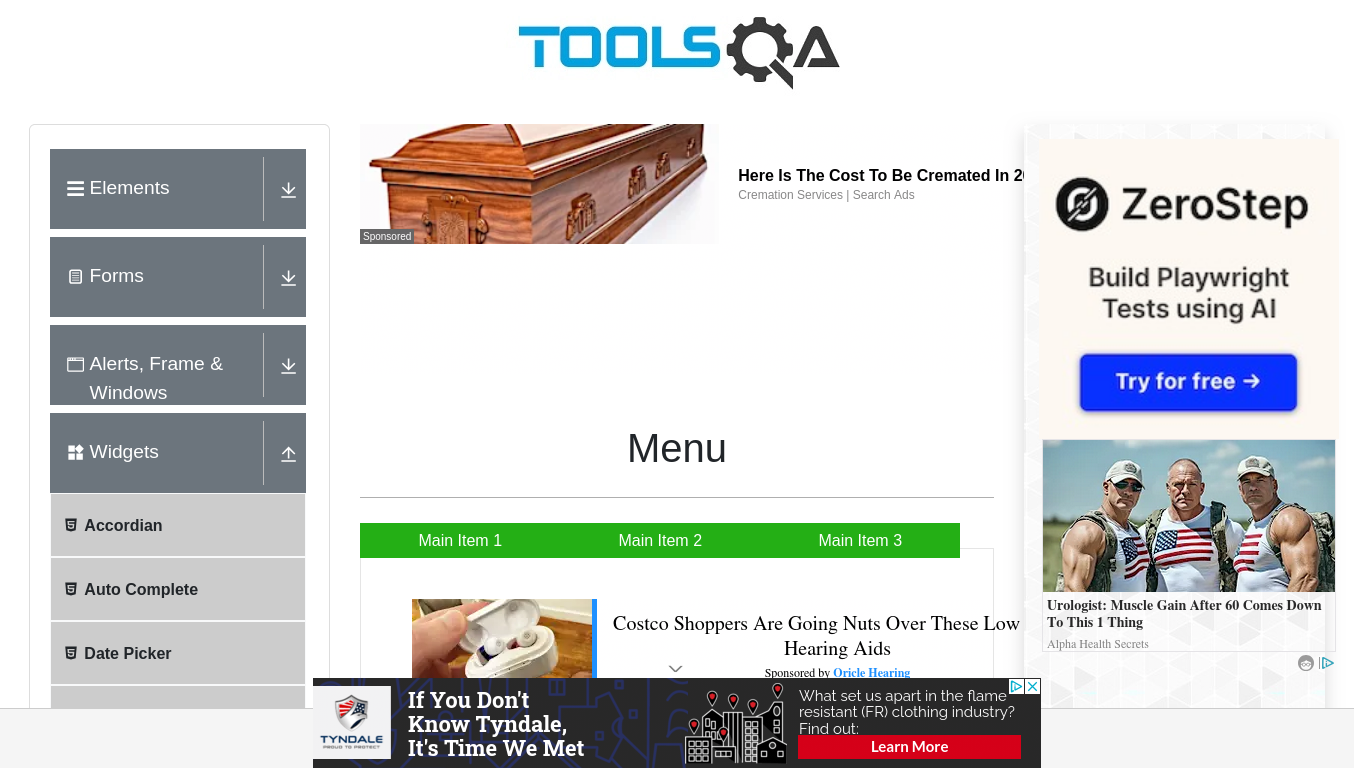 TOOLSQA
Elements
Forms
Alerts, Frame &
Windows
Widgets
Accordian
Auto Complete
Date Picker
Sponsored
Here Is The Cost To Be Cremated In
Cremation Services | Search Ads
Menu
Main Item 1
Main Item 2
Main Item 3
Costco Shoppers Are Going Nuts Over These Low
Hearing Aids
Sponsored by Oricle Hearing
ZeroStep
Build Playwright
Tests using AI
Try for free →
Urologist: Muscle Gain After 60 Comes Down
To This 1 Thing
Alpha Health Secrets
TYNDALE
PROUD TO PROTECT
If You Don't
Know Tyndale,
It's Time We Met
What set us apart in the flame
resistant (FR) clothing industry?
Find out:
Learn More